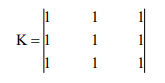 |1 1 1|
K = |1 1 1|
|1 1 1|